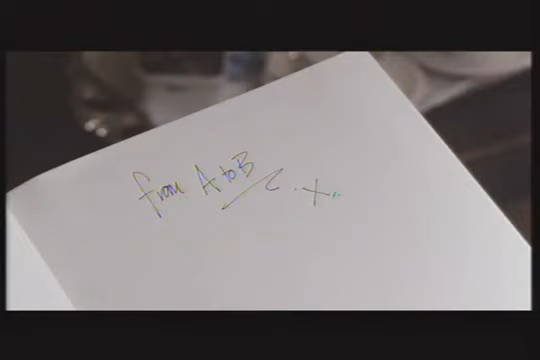 from A to B . x .